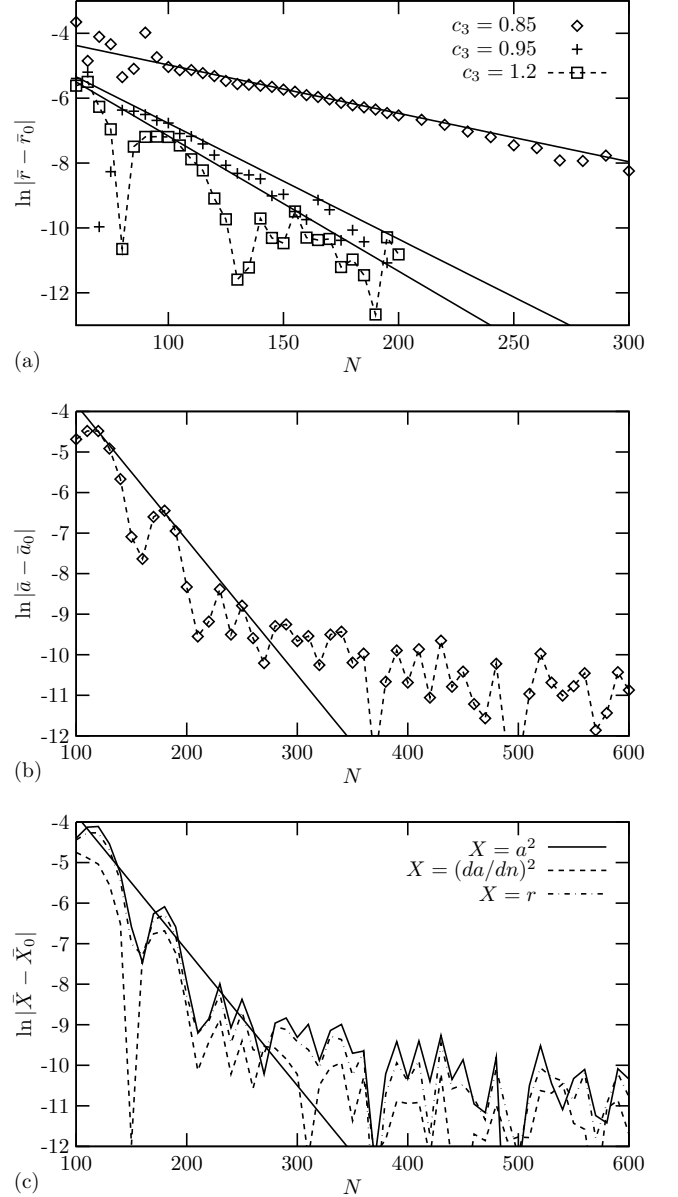 c₃ = 0.85
c₃ = 0.95
c₃ = 1.2
-4
-6
-8
-10
-12
ln |r̄ − r̄₀|
100 150 200 250 300
N
(a)
-4
-5
-6
-7
-8
-9
-10
-11
-12
ln |ā − ā₀|
100 200 300 400 500 600
N
(b)
X = a²
X = (da/dn)²
X = r
-4
-5
-6
-7
-8
-9
-10
-11
-12
ln |X̄ − X̄₀|
100 200 300 400 500 600
N
(c)